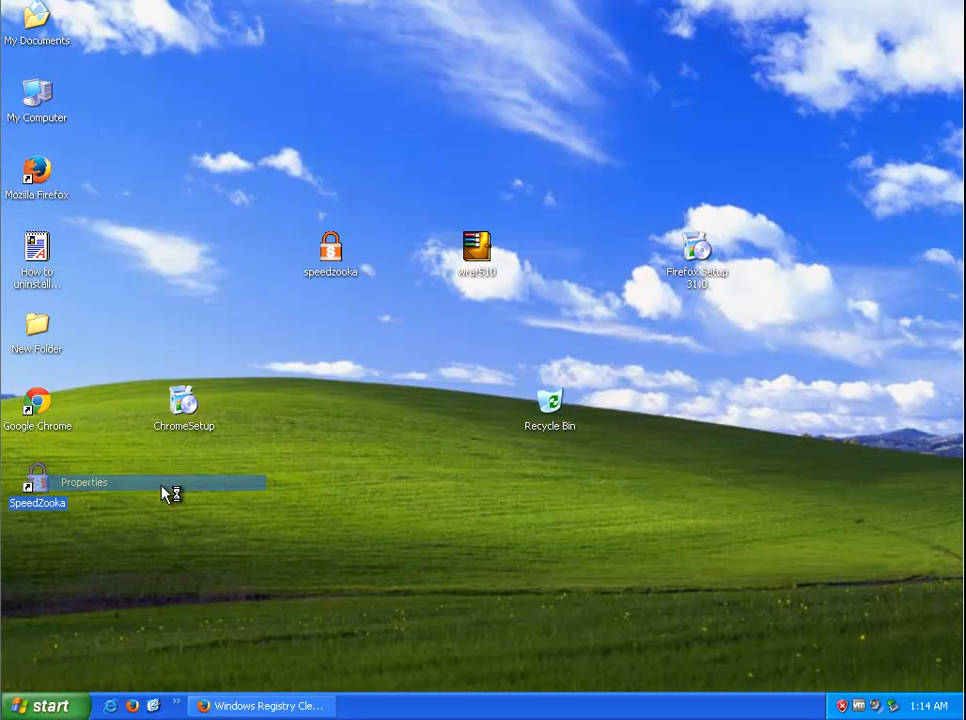 My Documents
My Computer
Mozilla Firefox
How to
uninstall...
speedzooka
wrar510
Firefox Setup
31.0
New Folder
Google Chrome
ChromeSetup
Recycle Bin
Properties
SpeedZooka
start
»
Windows Registry Cle...
1:14 AM